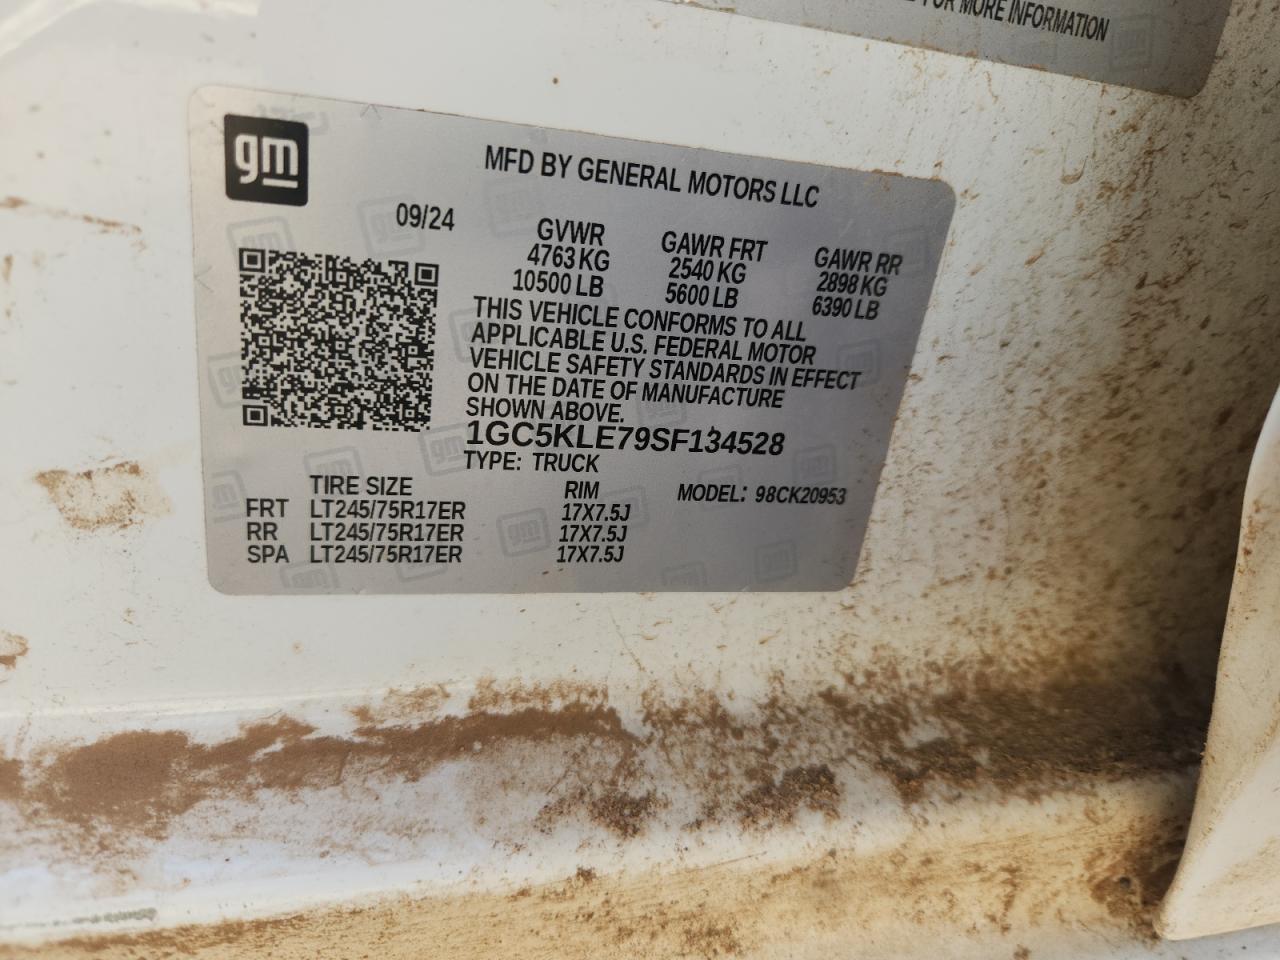 FOR MORE INFORMATION
gm
MFD BY GENERAL MOTORS LLC
09/24
GVWR GAWR FRT GAWR RR
4763 KG 2540 KG 2898 KG
10500 LB 5600 LB 6390 LB
THIS VEHICLE CONFORMS TO ALL
APPLICABLE U.S. FEDERAL MOTOR
VEHICLE SAFETY STANDARDS IN EFFECT
ON THE DATE OF MANUFACTURE
SHOWN ABOVE.
1GC5KLE79SF134528
TYPE: TRUCK
TIRE SIZE RIM MODEL: 98CK20953
FRT LT245/75R17ER 17X7.5J
RR LT245/75R17ER 17X7.5J
SPA LT245/75R17ER 17X7.5J